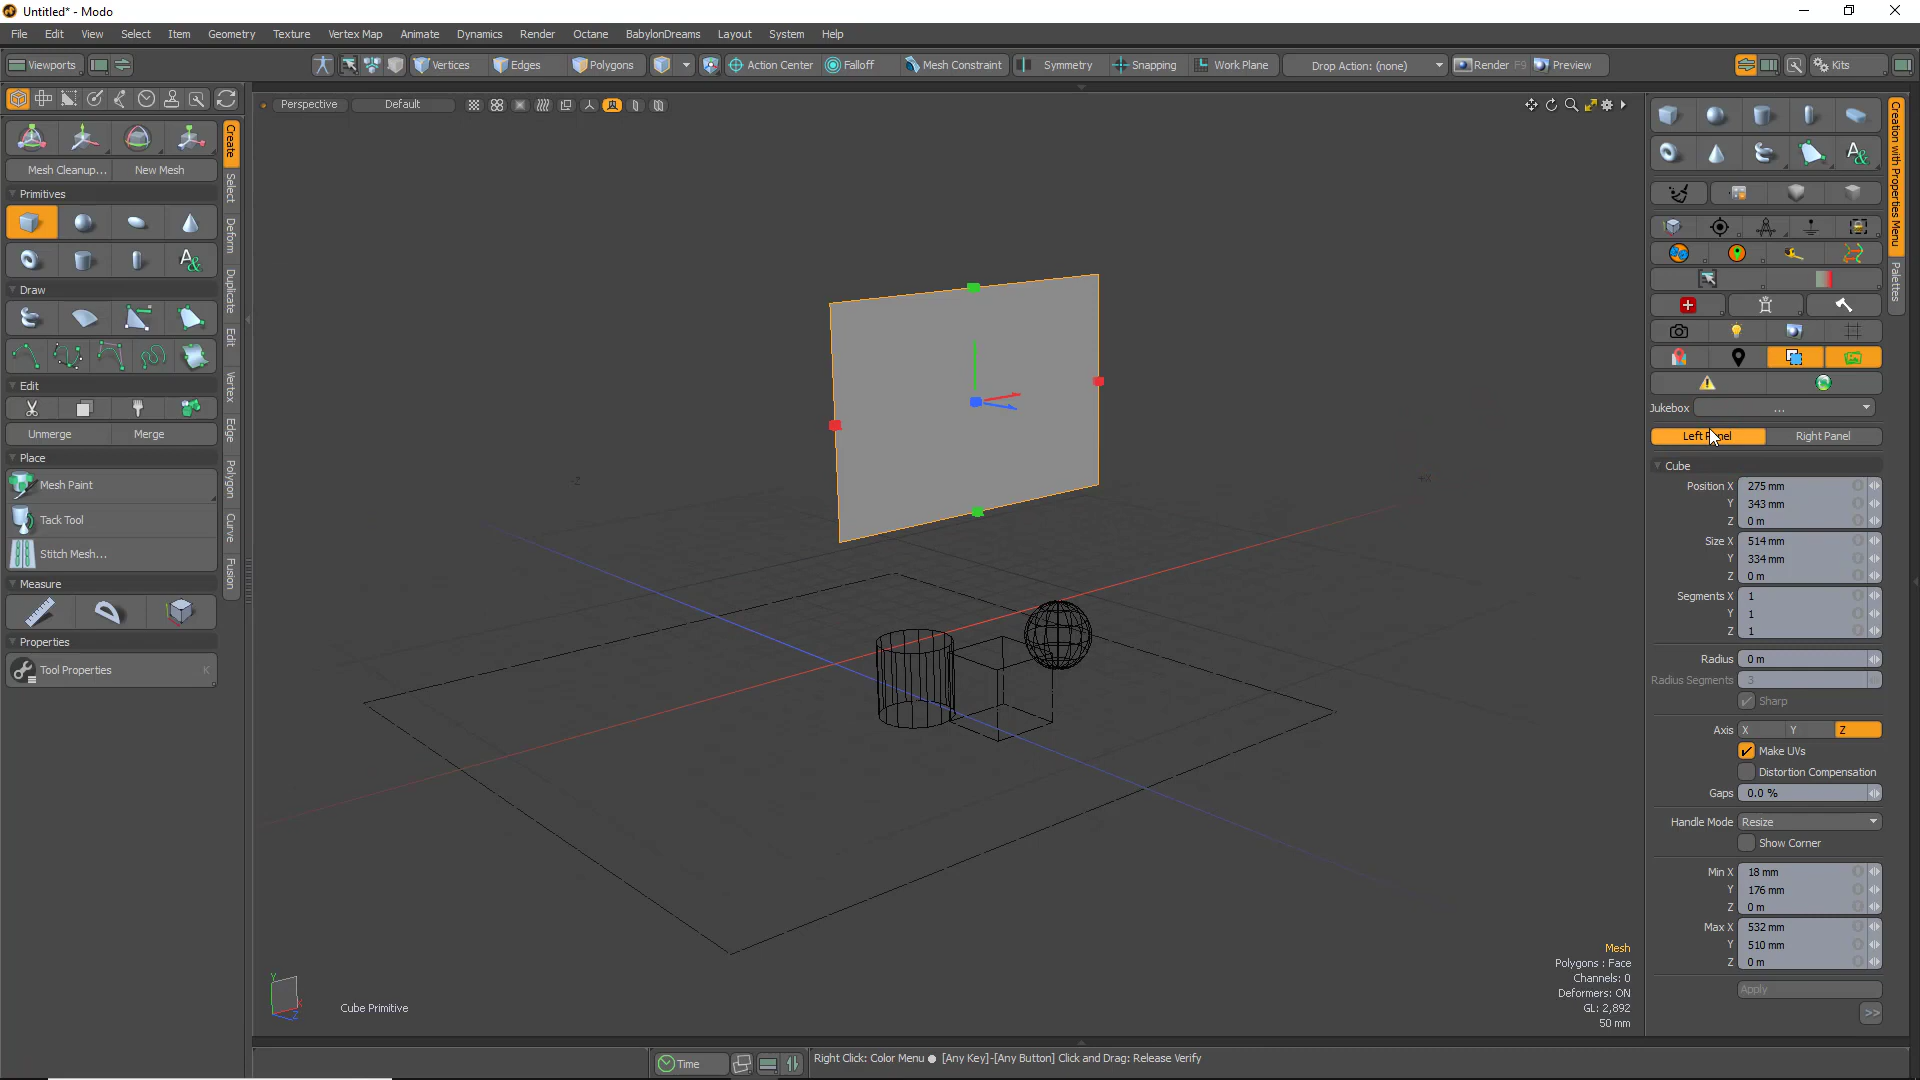 Untitled* - Modo
File Edit View Select Item Geometry Texture Vertex Map Animate Dynamics Render Octane BabylonDreams Layout System Help
Viewports Vertices Edges Polygons Action Center Falloff Mesh Constraint Symmetry Snapping Work Plane Drop Action: (none) Render F9 Preview Kits
Perspective Default
Mesh Cleanup... New Mesh
Primitives
Draw
Edit
Unmerge Merge
Place
Mesh Paint
Tack Tool
Stitch Mesh...
Measure
Properties
Tool Properties K
Create
Select
Deform
Duplicate
Edit
Vertex
Edge
Polygon
Curve
Fusion
-Z
+X
Y
X
Z
Cube Primitive
Mesh
Polygons : Face
Channels: 0
Deformers: ON
GL: 2,892
50 mm
Creation with Properties Menu
Palettes
Jukebox ...
Left Panel Right Panel
Cube
Position X 275 mm
Y 343 mm
Z 0 m
Size X 514 mm
Y 334 mm
Z 0 m
Segments X 1
Y 1
Z 1
Radius 0 m
Radius Segments 3
Sharp
Axis X Y Z
Make UVs
Distortion Compensation
Gaps 0.0 %
Handle Mode Resize
Show Corner
Min X 18 mm
Y 176 mm
Z 0 m
Max X 532 mm
Y 510 mm
Z 0 m
Apply
>>
Time
Right Click: Color Menu ● [Any Key]-[Any Button] Click and Drag: Release Verify